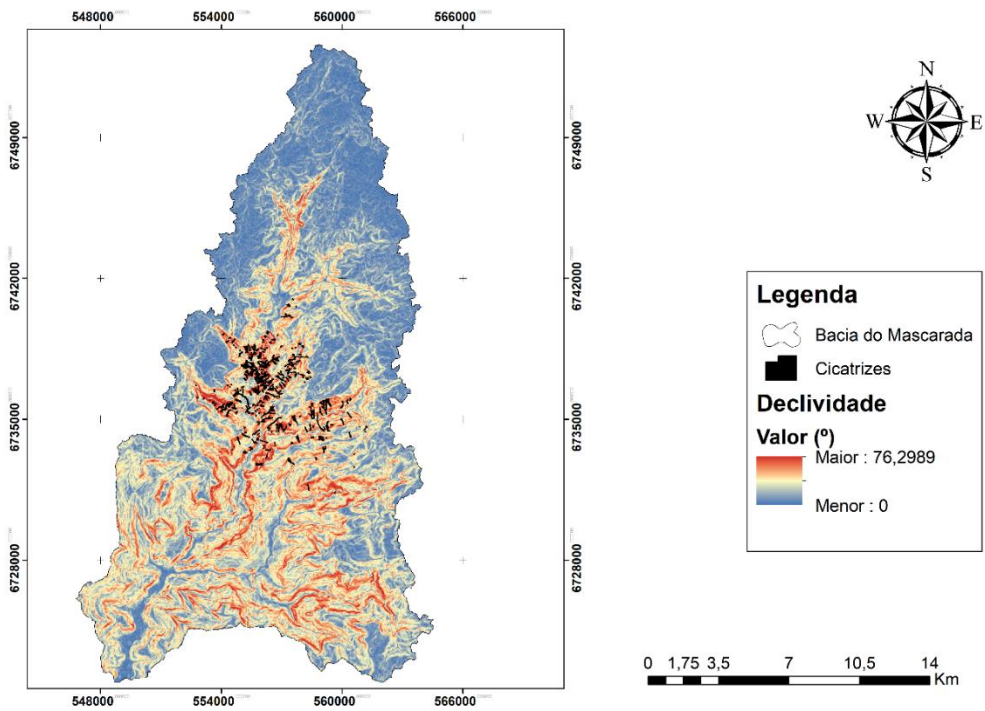 548000 554000 560000 566000
6749000
6742000
6735000
6728000
6749000
6742000
6735000
6728000
548000 554000 560000 566000
N
W E
S
Legenda
Bacia do Mascarada
Cicatrizes
Declividade
Valor (º)
Maior : 76,2989
Menor : 0
0 1,75 3,5 7 10,5 14
Km